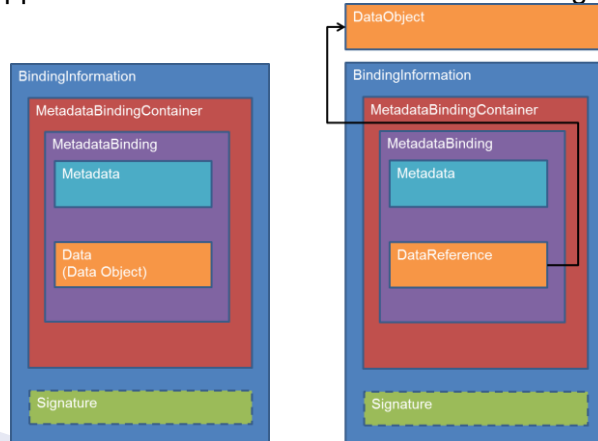 BindingInformation
MetadataBindingContainer
MetadataBinding
Metadata
Data
(Data Object)
Signature
DataObject
BindingInformation
MetadataBindingContainer
MetadataBinding
Metadata
DataReference
Signature